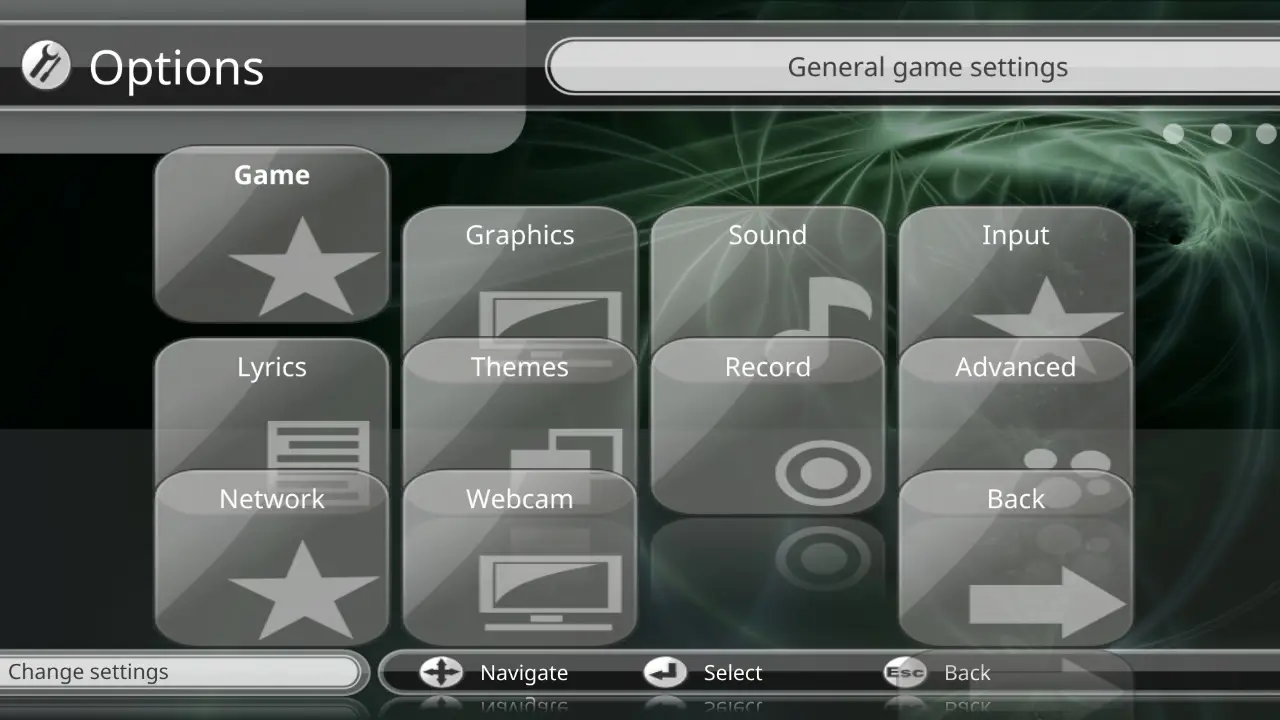 Options
General game settings
Game
Graphics
Sound
Input
Lyrics
Themes
Record
Advanced
Network
Webcam
Back
Change settings
Navigate
Select
Esc
Back